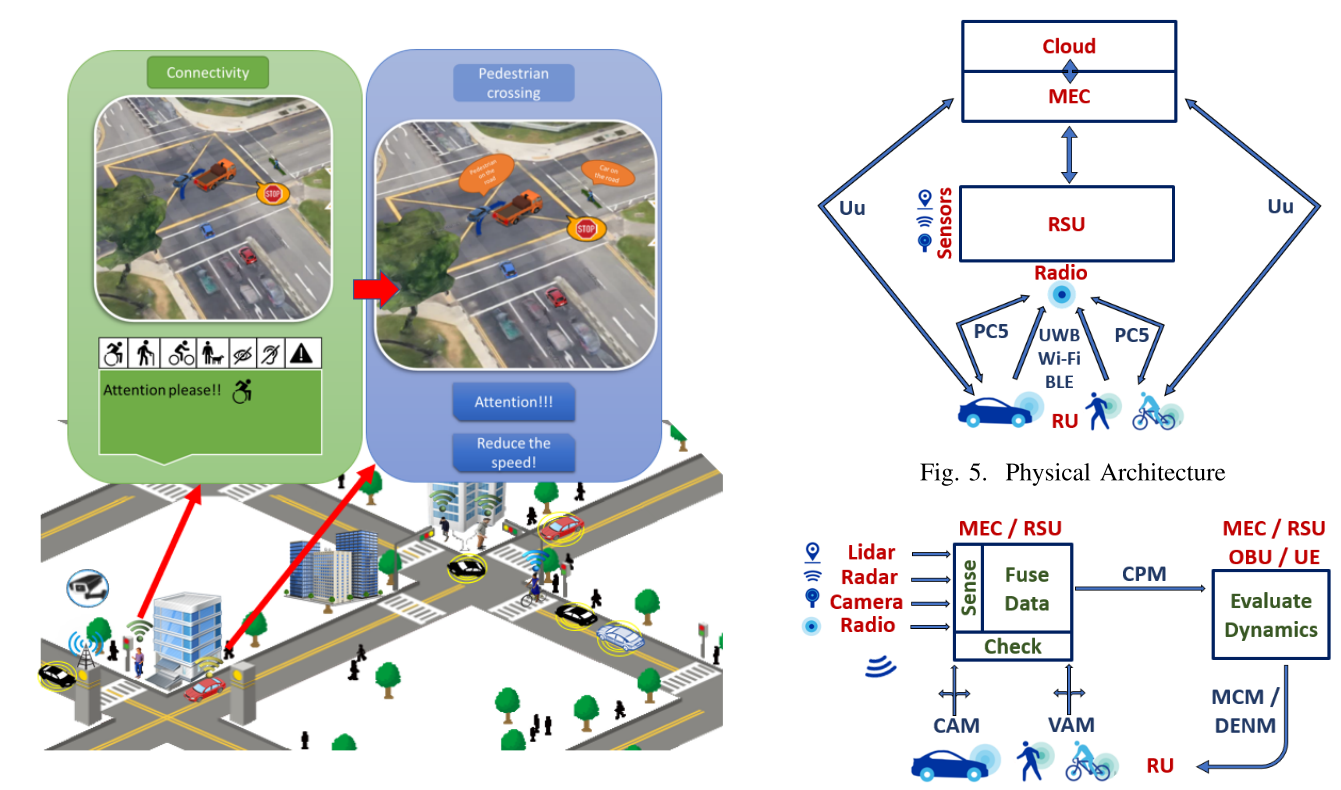 Connectivity
STOP
Attention please!!
Pedestrian
crossing
Pedestrian
on the
road
Car on
the road
STOP
Attention!!!
Reduce the
speed!
Cloud
MEC
Uu
Uu
Sensors
RSU
Radio
PC5
UWB
Wi-Fi
BLE
PC5
RU
Fig. 5. Physical Architecture
MEC / RSU
Lidar
Radar
Camera
Radio
Sense
Fuse
Data
Check
CPM
MEC / RSU
OBU / UE
Evaluate
Dynamics
CAM
VAM
MCM /
DENM
RU